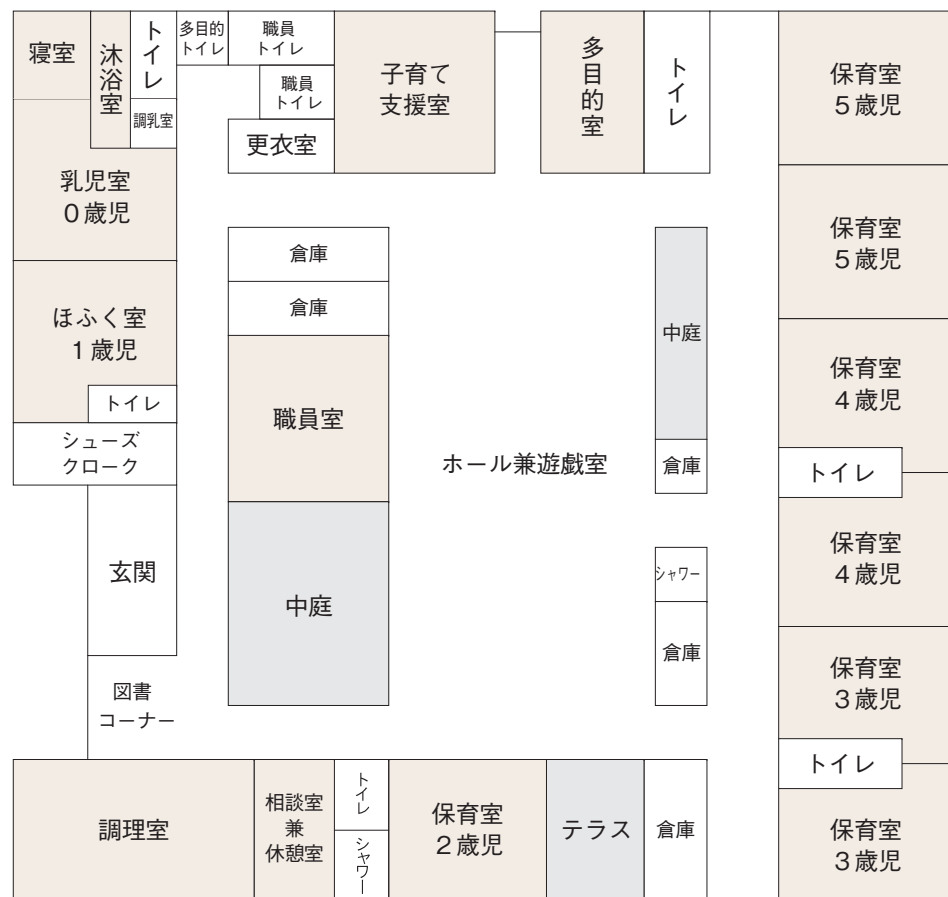 寝室
沐浴室
トイレ
調乳室
多目的
トイレ
職員
トイレ
職員
トイレ
更衣室
子育て
支援室
多目的室
トイレ
保育室
５歳児
乳児室
０歳児
保育室
５歳児
倉庫
倉庫
中庭
ほふく室
１歳児
トイレ
保育室
４歳児
職員室
シューズ
クローク
ホール兼遊戯室
倉庫
トイレ
玄関
中庭
シャワー
倉庫
保育室
４歳児
図書
コーナー
保育室
３歳児
トイレ
調理室
相談室
兼
休憩室
トイレ
シャワー
保育室
２歳児
テラス
倉庫
保育室
３歳児